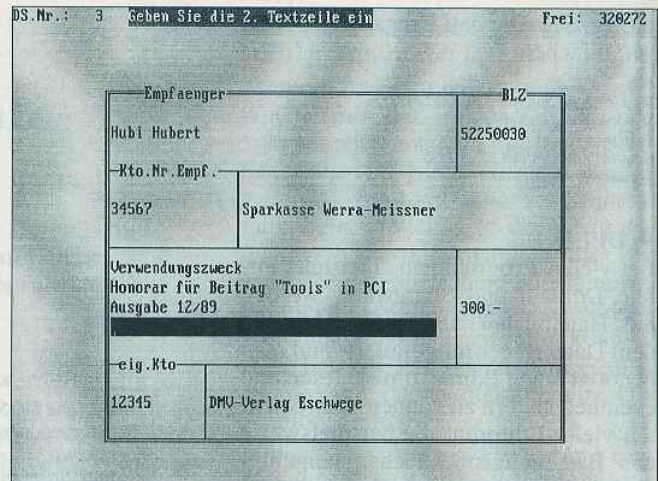 DS.Nr.: 3 Geben Sie die 2. Textzeile ein Frei: 320272
Empfaenger BLZ
Hubi Hubert 52250030
Kto.Nr.Empf.
34567 Sparkasse Werra-Meissner
Verwendungszweck
Honorar für Beitrag "Tools" in PCI
Ausgabe 12/89 300.-
eig.Kto
12345 DMV-Verlag Eschwege